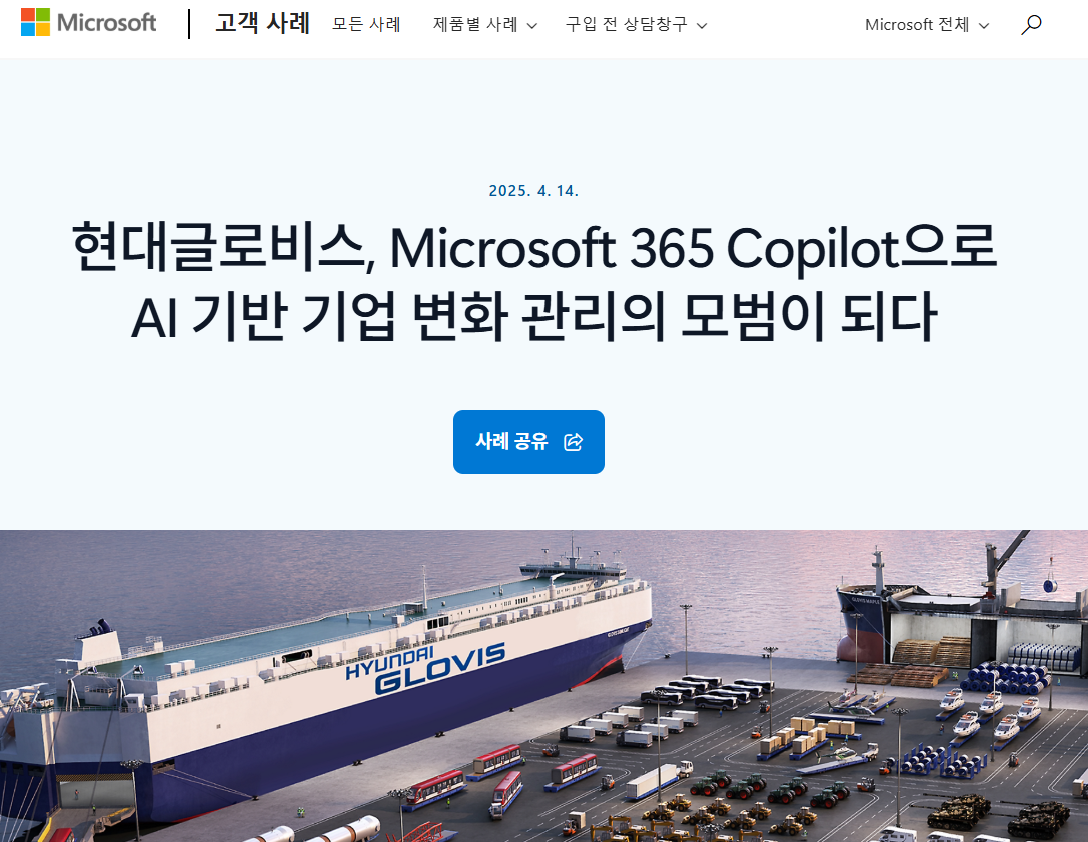 Microsoft
고객 사례
모든 사례
제품별 사례
구입 전 상담창구
Microsoft 전체
2025. 4. 14.
현대글로비스, Microsoft 365 Copilot으로
AI 기반 기업 변화 관리의 모범이 되다
사례 공유
HYUNDAI
GLOVIS
GLOVIS MAPLE